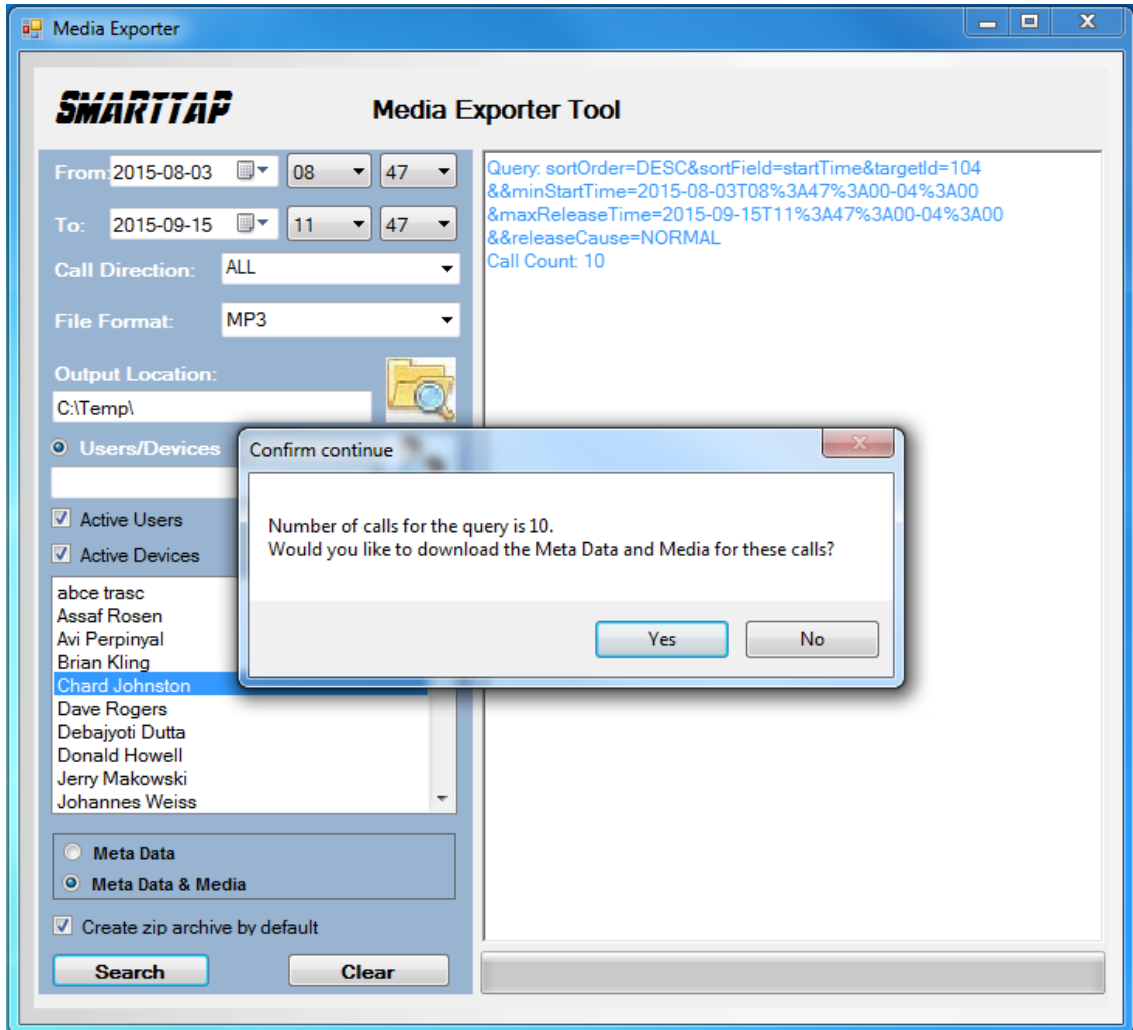 Media Exporter
SMARTTAP
Media Exporter Tool
From: 2015-08-03 08 47
To: 2015-09-15 11 47
Call Direction: ALL
File Format: MP3
Output Location:
C:\Temp\
Users/Devices
Active Users
Active Devices
abce trasc
Assaf Rosen
Avi Perpinyal
Brian Kling
Chard Johnston
Dave Rogers
Debajyoti Dutta
Donald Howell
Jerry Makowski
Johannes Weiss
Meta Data
Meta Data & Media
Create zip archive by default
Search Clear
Query: sortOrder=DESC&sortField=startTime&targetId=104
&&minStartTime=2015-08-03T08%3A47%3A00-04%3A00
&maxReleaseTime=2015-09-15T11%3A47%3A00-04%3A00
&&releaseCause=NORMAL
Call Count: 10
Confirm continue
Number of calls for the query is 10.
Would you like to download the Meta Data and Media for these calls?
Yes No